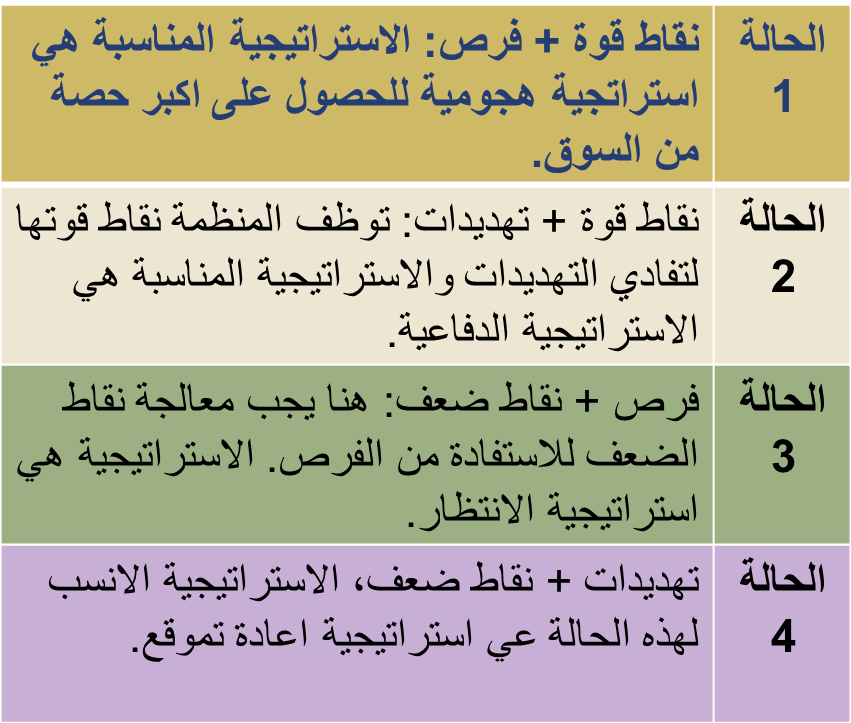 الحالة
1
نقاط قوة + فرص: الاستراتيجية المناسبة هي
استراتجية هجومية للحصول على اكبر حصة
من السوق.
الحالة
2
نقاط قوة + تهديدات: توظف المنظمة نقاط قوتها
لتفادي التهديدات والاستراتيجية المناسبة هي
الاستراتيجية الدفاعية.
الحالة
3
فرص + نقاط ضعف: هنا يجب معالجة نقاط
الضعف للاستفادة من الفرص. الاستراتيجية هي
استراتيجية الانتظار.
الحالة
4
تهديدات + نقاط ضعف، الاستراتيجية الانسب
لهذه الحالة عي استراتيجية اعادة تموقع.